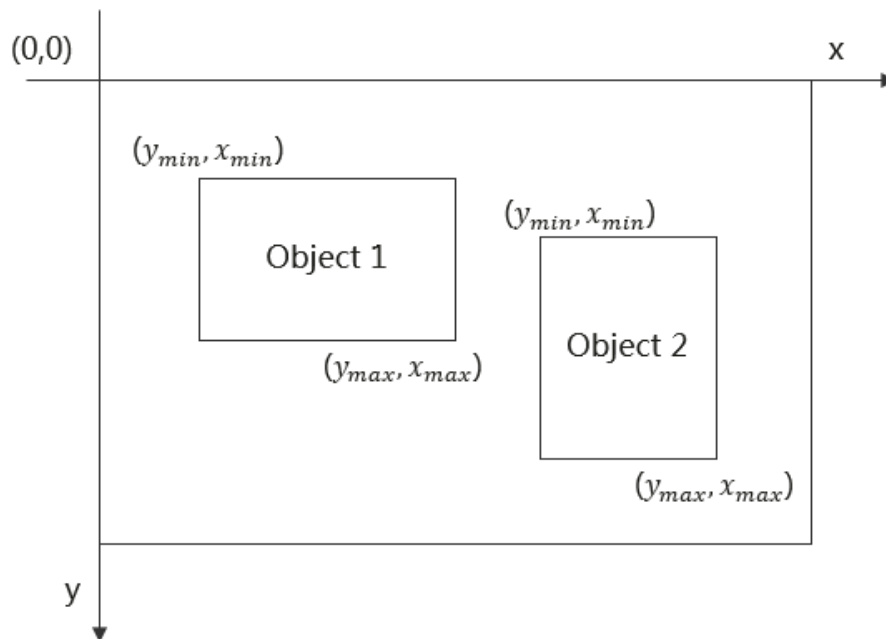 (0,0)
x
(y_min, x_min)
(y_min, x_min)
Object 1
Object 2
(y_max, x_max)
(y_max, x_max)
y